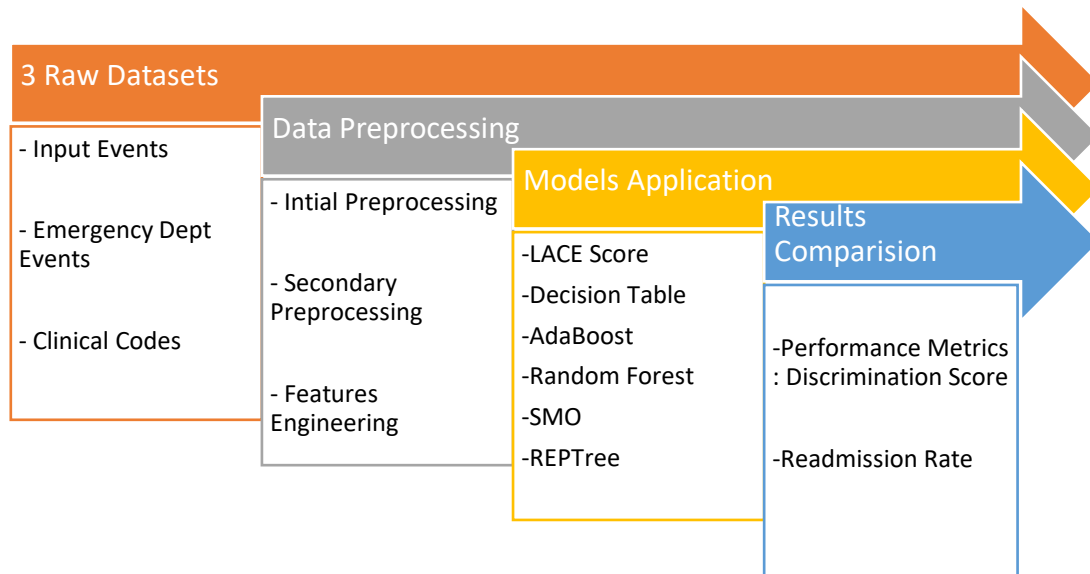 3 Raw Datasets
- Input Events
- Emergency Dept
Events
- Clinical Codes
Data Preprocessing
- Intial Preprocessing
- Secondary
Preprocessing
- Features
Engineering
Models Application
-LACE Score
-Decision Table
-AdaBoost
-Random Forest
-SMO
-REPTree
Results
Comparision
-Performance Metrics
: Discrimination Score
-Readmission Rate